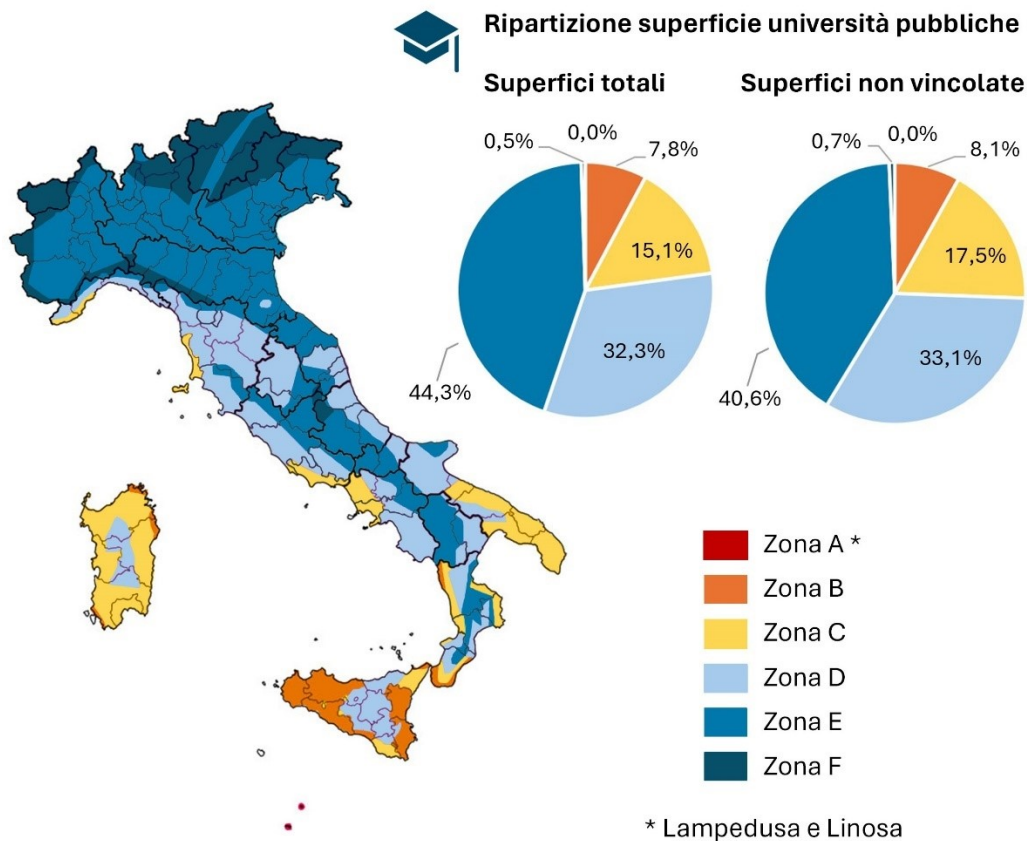 Ripartizione superficie università pubbliche
Superfici totali
Superfici non vincolate
0,5%
0,0%
7,8%
15,1%
32,3%
44,3%
0,7%
0,0%
8,1%
17,5%
33,1%
40,6%
Zona A *
Zona B
Zona C
Zona D
Zona E
Zona F
* Lampedusa e Linosa